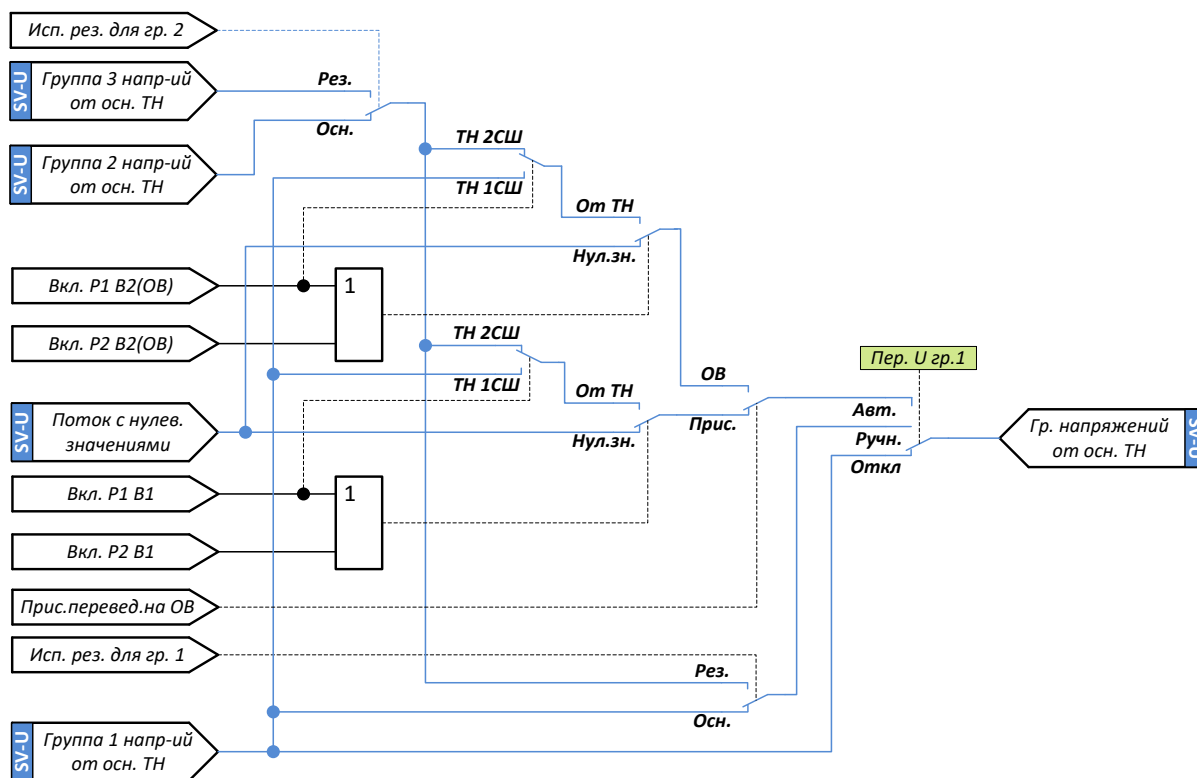 Исп. рез. для гр. 2
SV-U
Группа 3 напр-ий
от осн. ТН
Рез.
Осн.
SV-U
Группа 2 напр-ий
от осн. ТН
ТН 2СШ
ТН 1СШ
От ТН
Нул.зн.
Вкл. Р1 В2(ОВ)
1
Вкл. Р2 В2(ОВ)
ТН 2СШ
ТН 1СШ
От ТН
Нул.зн.
ОВ
Прис.
Пер. U гр.1
Авт.
Ручн.
Откл
SV-U
Поток с нулев.
значениями
Гр. напряжений
от осн. ТН
SV-U
Вкл. Р1 В1
1
Вкл. Р2 В1
Прис.перевед.на ОВ
Исп. рез. для гр. 1
Рез.
Осн.
SV-U
Группа 1 напр-ий
от осн. ТН